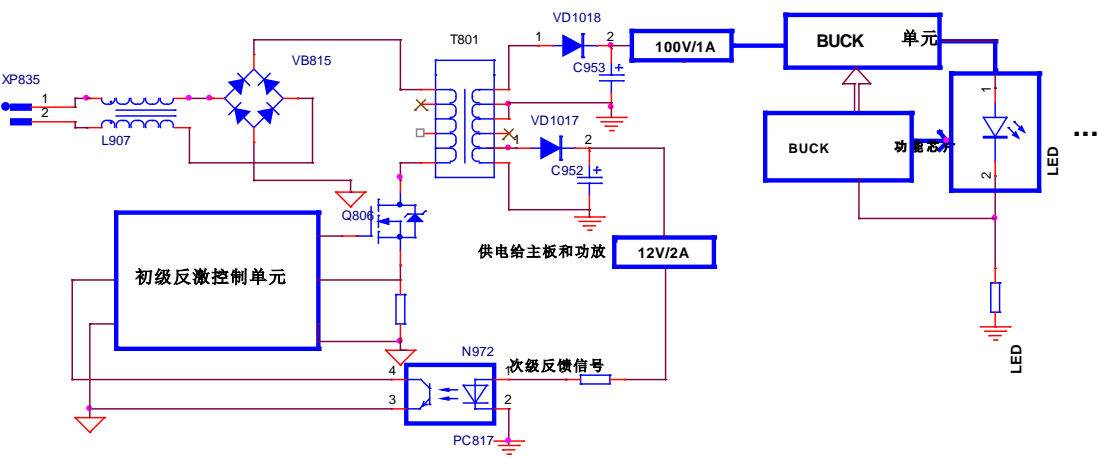 VD1018
T801
1
2
100V/1A
BUCK
单元
VB815
C953
+
XP835
1
2
L907
1
VD1017
1
2
BUCK
功能芯片
LED
...
C952
+
2
Q806
供电给主板和功放
12V/2A
初级反激控制单元
N972
次级反馈信号
LED
4
1
3
2
PC817